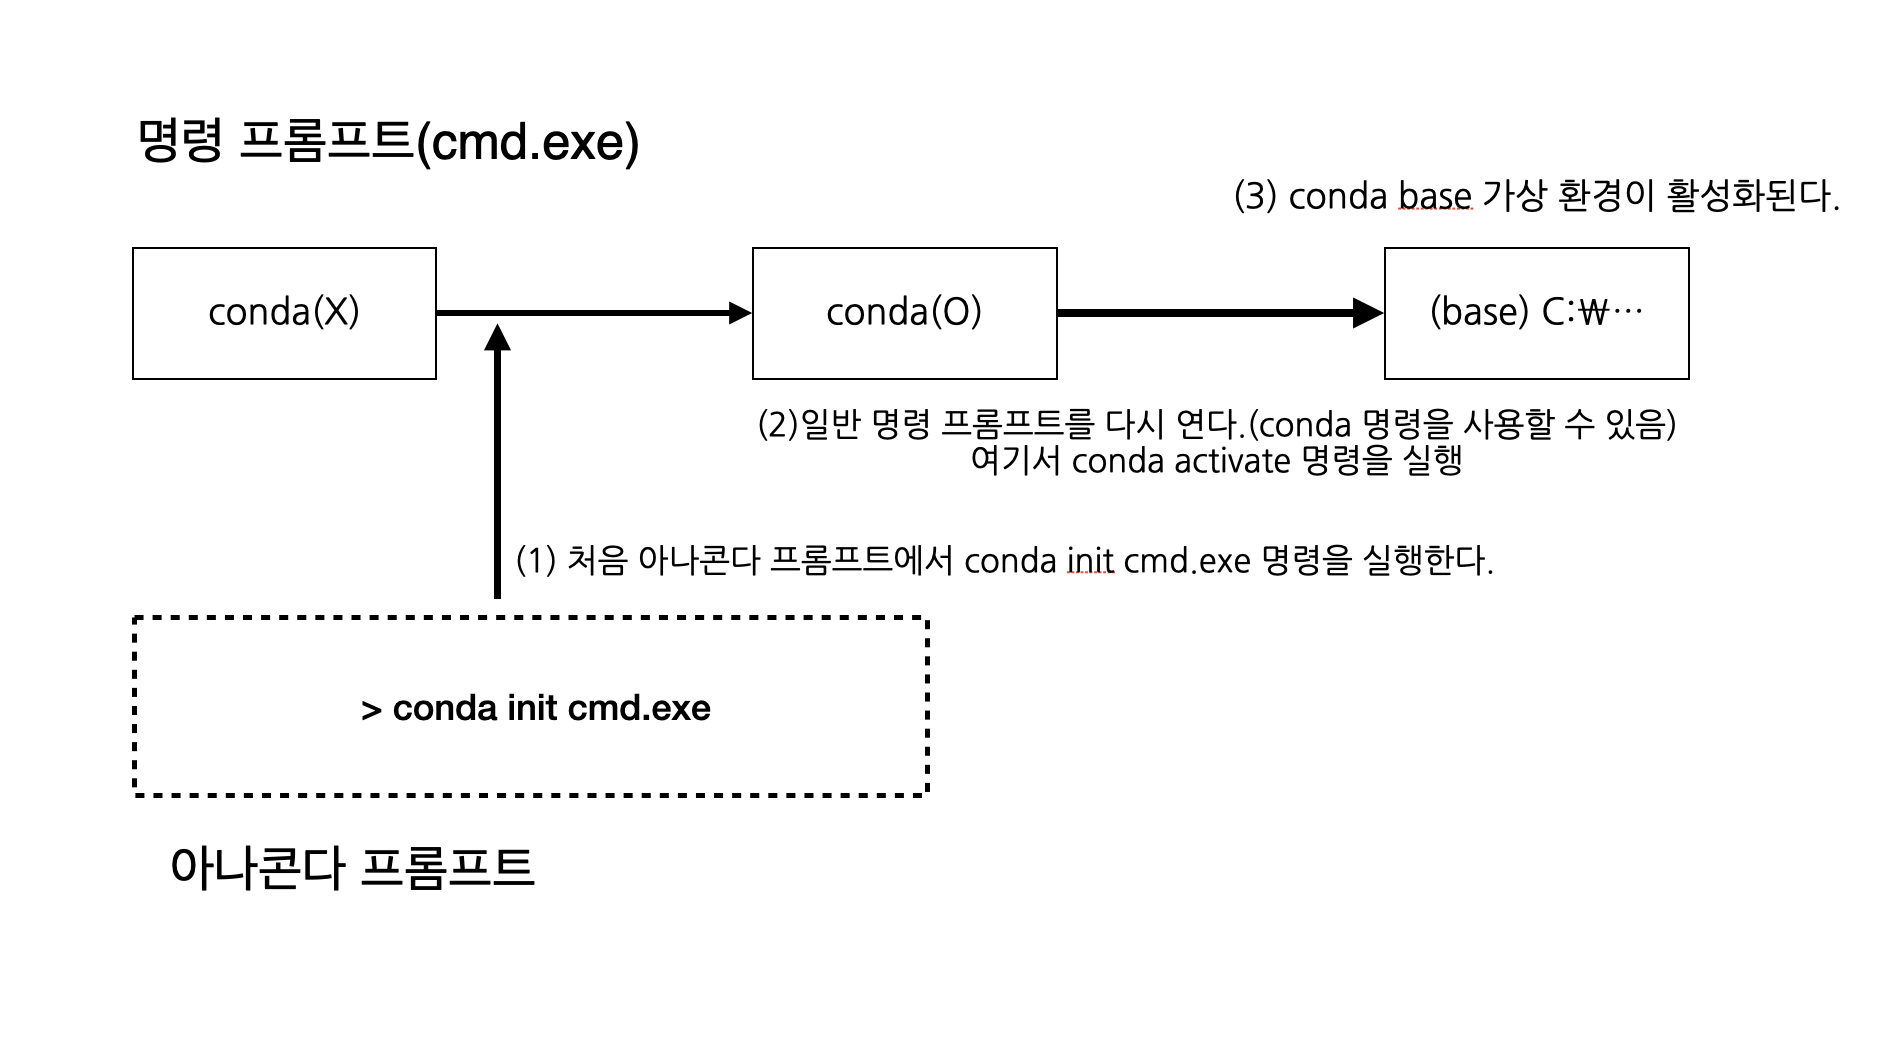 명령 프롬프트(cmd.exe)
(3) conda base 가상 환경이 활성화된다.
conda(X)
conda(O)
(base) C:₩⋯
(2)일반 명령 프롬프트를 다시 연다.(conda 명령을 사용할 수 있음)
여기서 conda activate 명령을 실행
(1) 처음 아나콘다 프롬프트에서 conda init cmd.exe 명령을 실행한다.
> conda init cmd.exe
아나콘다 프롬프트